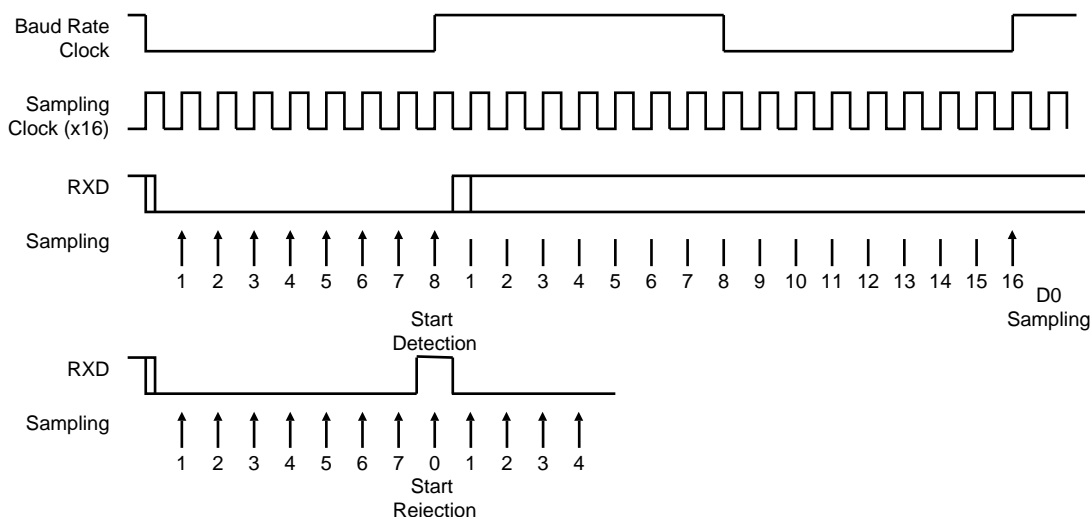 Baud Rate
Clock
Sampling
Clock (x16)
RXD
Sampling
1 2 3 4 5 6 7 8 1 2 3 4 5 6 7 8 9 10 11 12 13 14 15 16
D0
Sampling
Start
Detection
RXD
Sampling
1 2 3 4 5 6 7 0 1 2 3 4
Start
Rejection